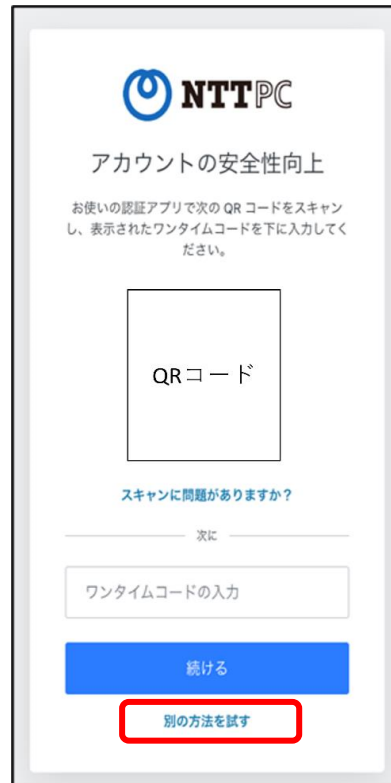 NTTPC
アカウントの安全性向上
お使いの認証アプリで次の QR コードをスキャン
し、表示されたワンタイムコードを下に入力してく
ださい。
QRコード
スキャンに問題がありますか？
次に
ワンタイムコードの入力
続ける
別の方法を試す